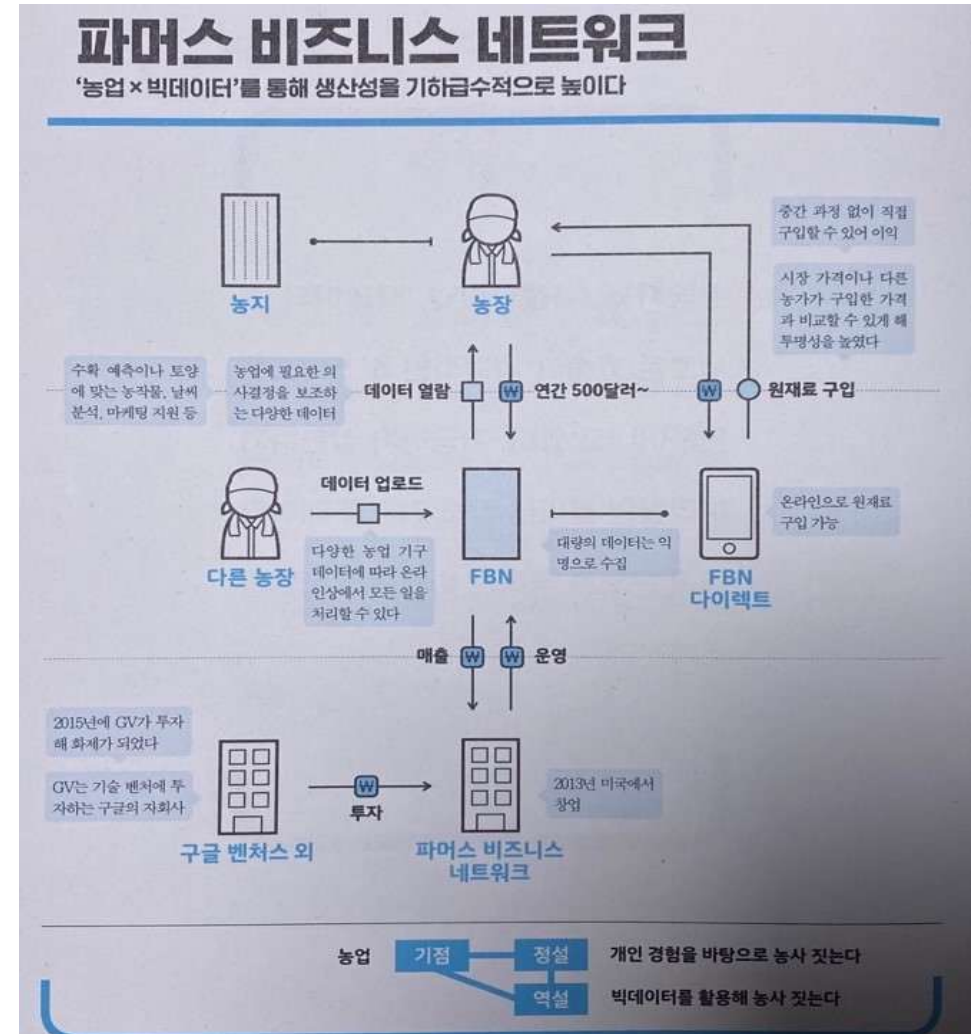 파머스 비즈니스 네트워크
‘농업×빅데이터’를 통해 생산성을 기하급수적으로 높이다
농지
농장
중간 과정 없이 직접
구입할 수 있어 이익
시장 가격이나 다른
농가가 구입한 가격
과 비교할 수 있게 해
투명성을 높였다
수확 예측이나 토양
에 맞는 농작물, 날씨
분석, 마케팅 지원 등
농업에 필요한 의
사결정을 보조하
는 다양한 데이터
데이터 열람
₩
연간 500달러~
₩
원재료 구입
다른 농장
데이터 업로드
다양한 농업 기구
데이터에 따라 온라
인상에서 모든 일을
처리할 수 있다
FBN
대량의 데이터는 익
명으로 수집
FBN
다이렉트
온라인으로 원재료
구입 가능
매출
₩
₩
운영
2015년에 GV가 투자
해 화제가 되었다
GV는 기술 벤처에 투
자하는 구글의 자회사
구글 벤처스 외
₩
투자
파머스 비즈니스
네트워크
2013년 미국에서
창업
농업
기점
정설
개인 경험을 바탕으로 농사 짓는다
역설
빅데이터를 활용해 농사 짓는다